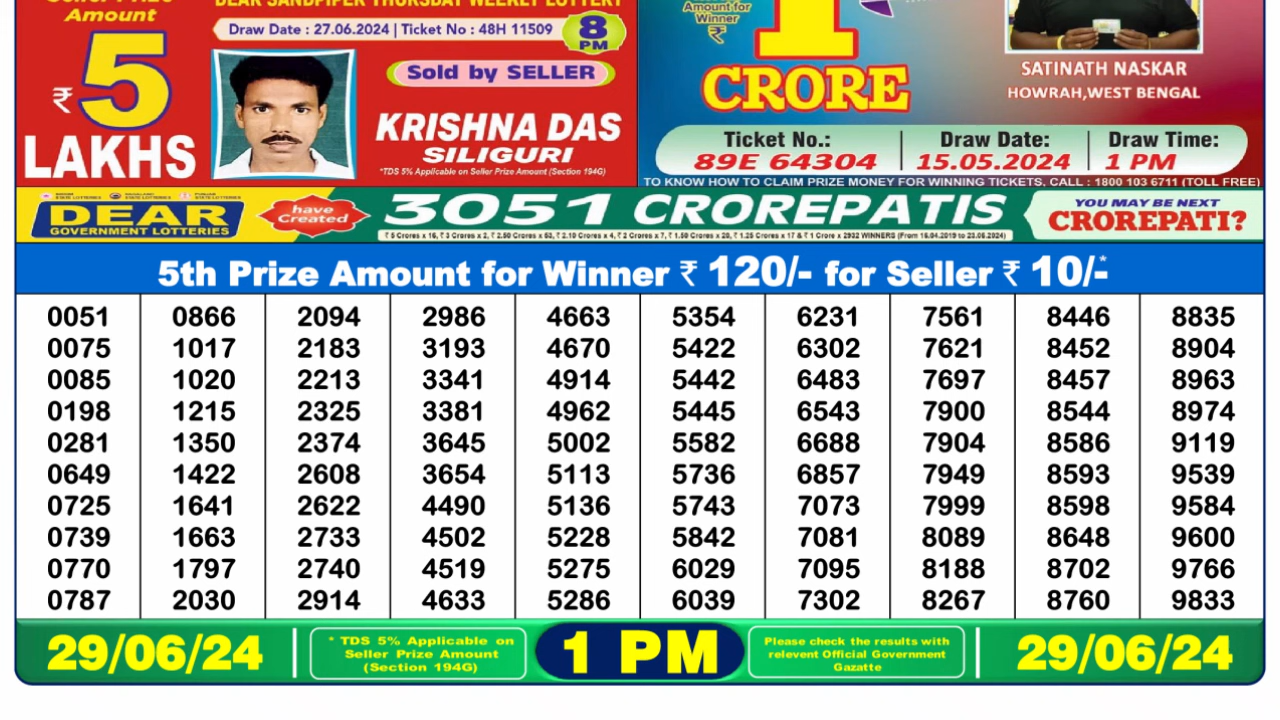 Seller Prize
Amount
₹ 5
LAKHS
DEAR SANDPIPER THURSDAY WEEKLY LOTTERY
Draw Date : 27.06.2024 | Ticket No : 48H 11509
8
PM
Sold by SELLER
KRISHNA DAS
SILIGURI
*TDS 5% Applicable on Seller Prize Amount (Section 194G)
Amount for
Winner
₹
1
CRORE
SATINATH NASKAR
HOWRAH,WEST BENGAL
Ticket No.: Draw Date: Draw Time:
89E 64304 15.05.2024 1 PM
TO KNOW HOW TO CLAIM PRIZE MONEY FOR WINNING TICKETS, CALL : 1800 103 6711 (TOLL FREE)
DEAR
GOVERNMENT LOTTERIES
have
Created
3051 CROREPATIS
YOU MAY BE NEXT
CROREPATI?
5th Prize Amount for Winner ₹ 120/- for Seller ₹ 10/-*
0051 0866 2094 2986 4663 5354 6231 7561 8446 8835
0075 1017 2183 3193 4670 5422 6302 7621 8452 8904
0085 1020 2213 3341 4914 5442 6483 7697 8457 8963
0198 1215 2325 3381 4962 5445 6543 7900 8544 8974
0281 1350 2374 3645 5002 5582 6688 7904 8586 9119
0649 1422 2608 3654 5113 5736 6857 7949 8593 9539
0725 1641 2622 4490 5136 5743 7073 7999 8598 9584
0739 1663 2733 4502 5228 5842 7081 8089 8648 9600
0770 1797 2740 4519 5275 6029 7095 8188 8702 9766
0787 2030 2914 4633 5286 6039 7302 8267 8760 9833
29/06/24
* TDS 5% Applicable on
Seller Prize Amount
(Section 194G)
1 PM
Please check the results with
relevent Official Government
Gazatte
29/06/24